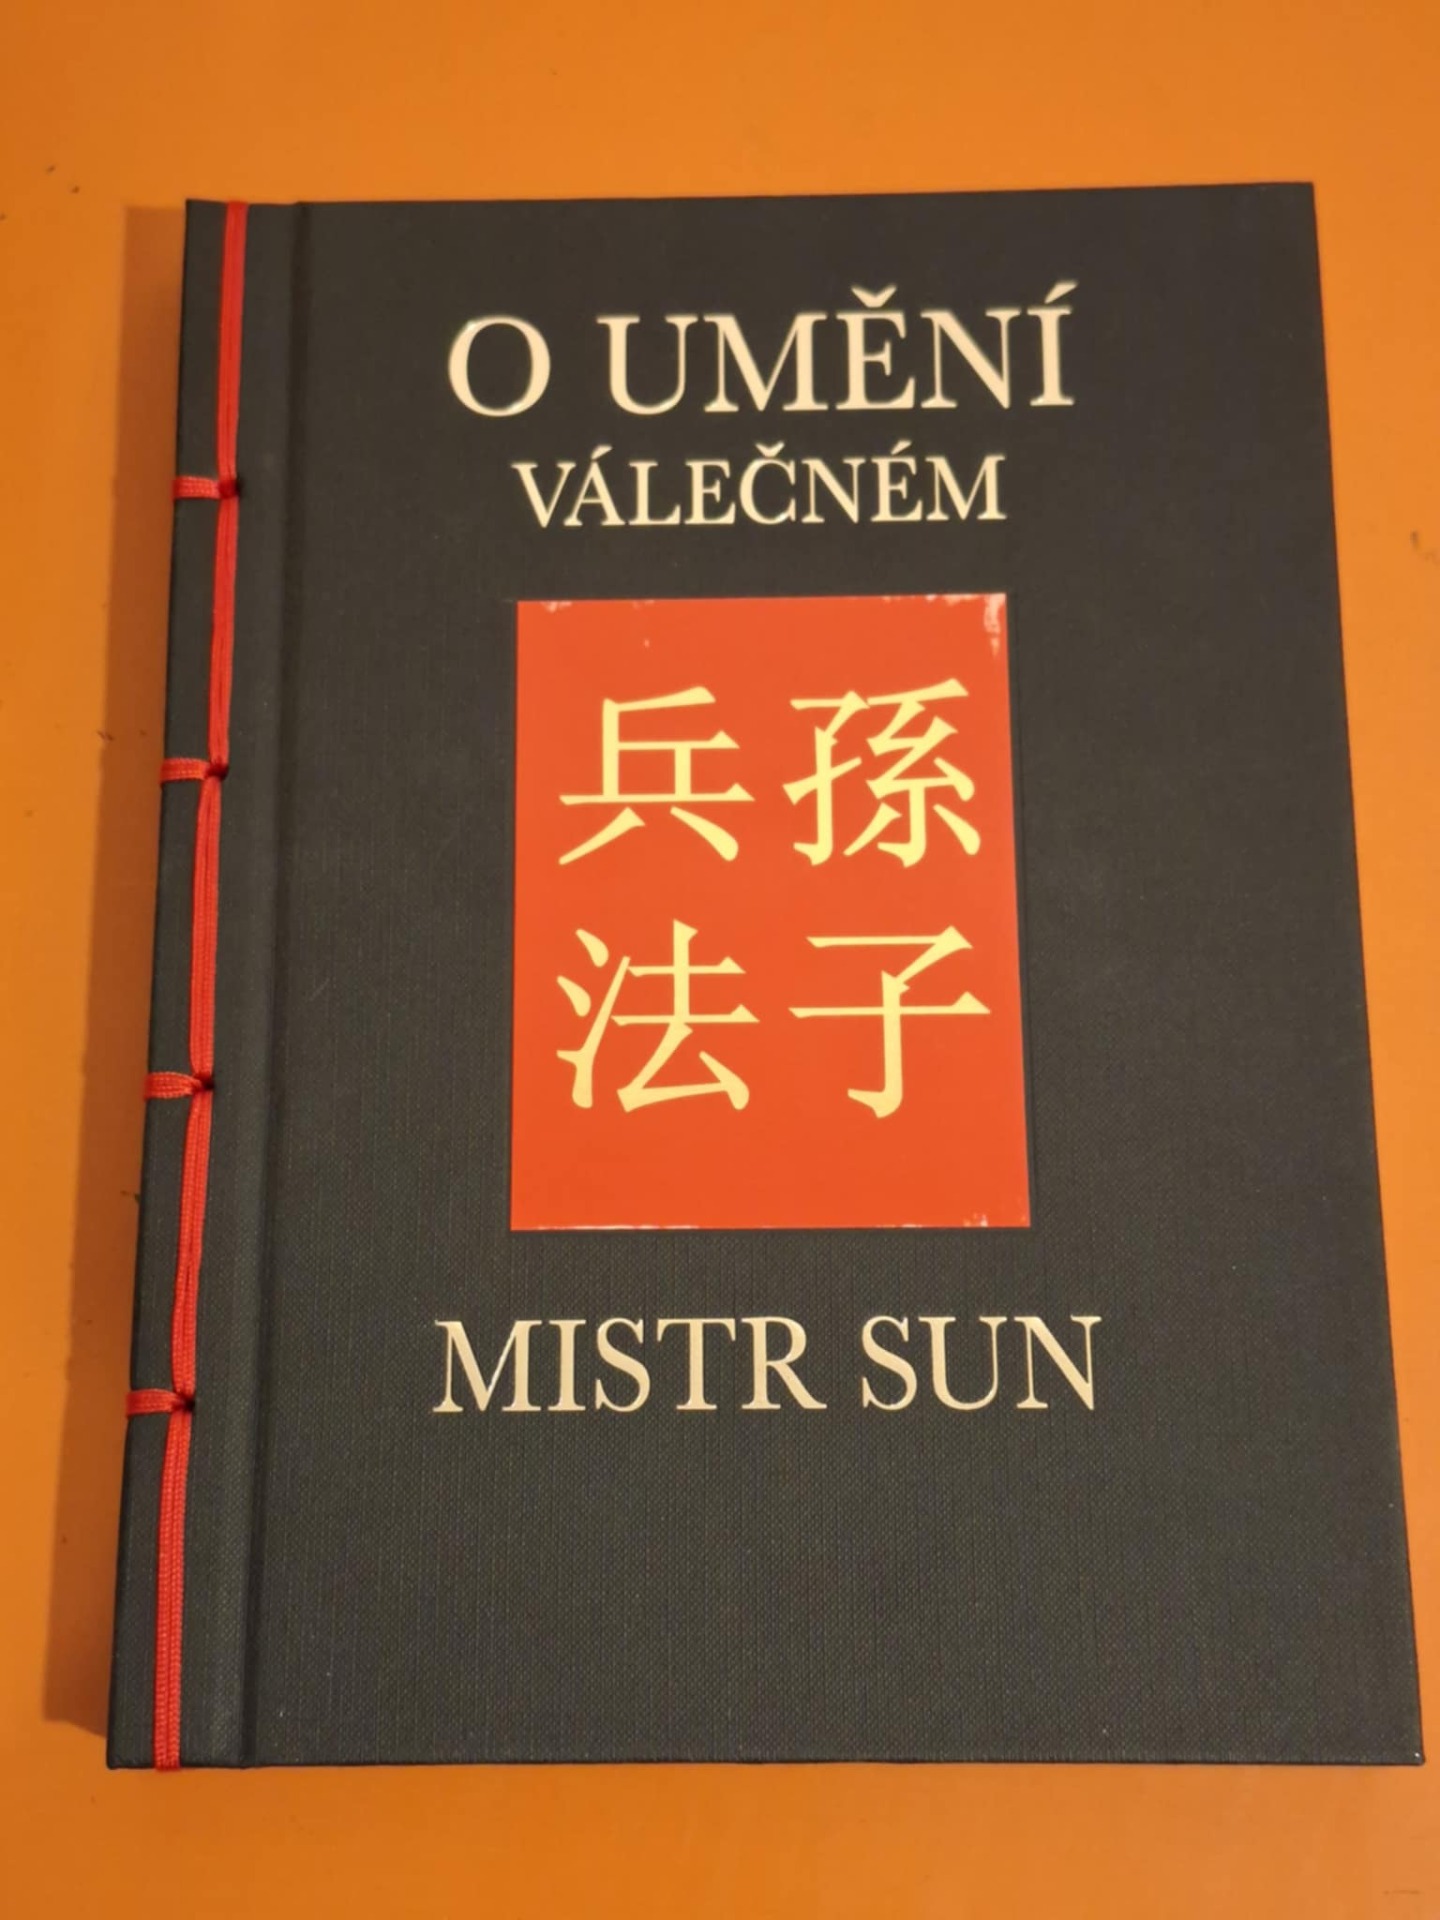 O UMĚNÍ
VÁLEČNÉM
孫子
兵法
MISTR SUN